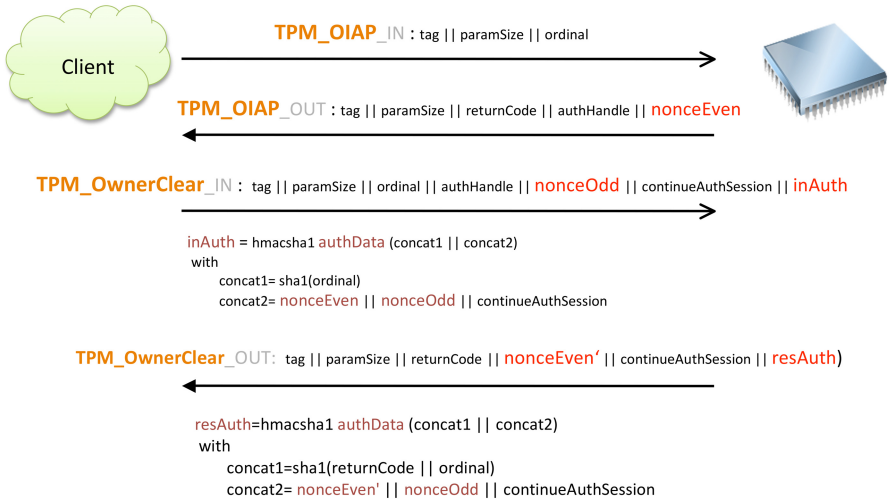 TPM_OIAP_IN : tag || paramSize || ordinal
Client
TPM_OIAP_OUT : tag || paramSize || returnCode || authHandle || nonceEven
TPM_OwnerClear_IN : tag || paramSize || ordinal || authHandle || nonceOdd || continueAuthSession || inAuth
inAuth = hmacsha1 authData (concat1 || concat2)
with
concat1= sha1(ordinal)
concat2= nonceEven || nonceOdd || continueAuthSession
TPM_OwnerClear_OUT: tag || paramSize || returnCode || nonceEven‘ || continueAuthSession || resAuth)
resAuth=hmacsha1 authData (concat1 || concat2)
with
concat1=sha1(returnCode || ordinal)
concat2= nonceEven' || nonceOdd || continueAuthSession